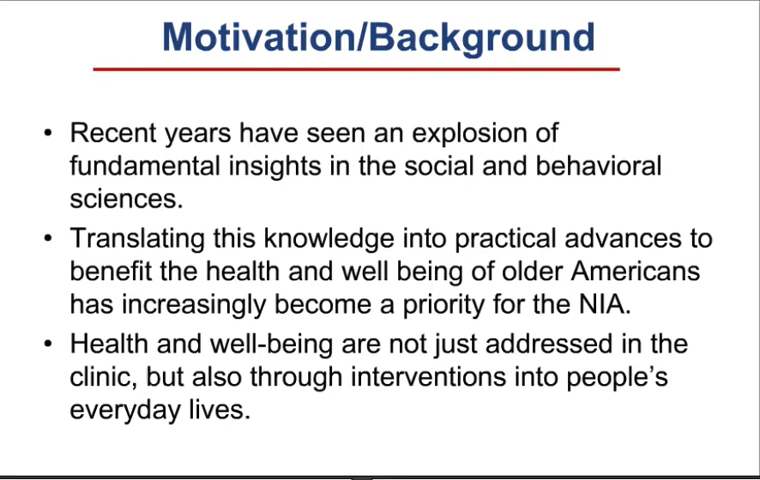 Motivation/Background
• Recent years have seen an explosion of
fundamental insights in the social and behavioral
sciences.
• Translating this knowledge into practical advances to
benefit the health and well being of older Americans
has increasingly become a priority for the NIA.
• Health and well-being are not just addressed in the
clinic, but also through interventions into people’s
everyday lives.